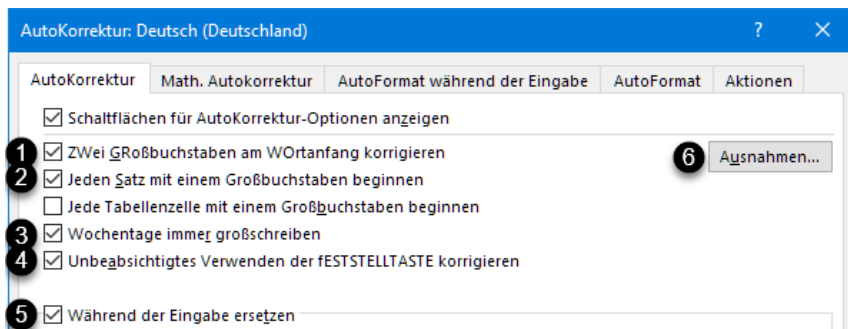 AutoKorrektur: Deutsch (Deutschland) ?
AutoKorrektur Math. Autokorrektur AutoFormat während der Eingabe AutoFormat Aktionen
Schaltflächen für AutoKorrektur-Optionen anzeigen
1 ZWei GRoßbuchstaben am WOrtanfang korrigieren 6 Ausnahmen...
2 Jeden Satz mit einem Großbuchstaben beginnen
Jede Tabellenzelle mit einem Großbuchstaben beginnen
3 Wochentage immer großschreiben
4 Unbeabsichtigtes Verwenden der fESTSTELLTASTE korrigieren
5 Während der Eingabe ersetzen